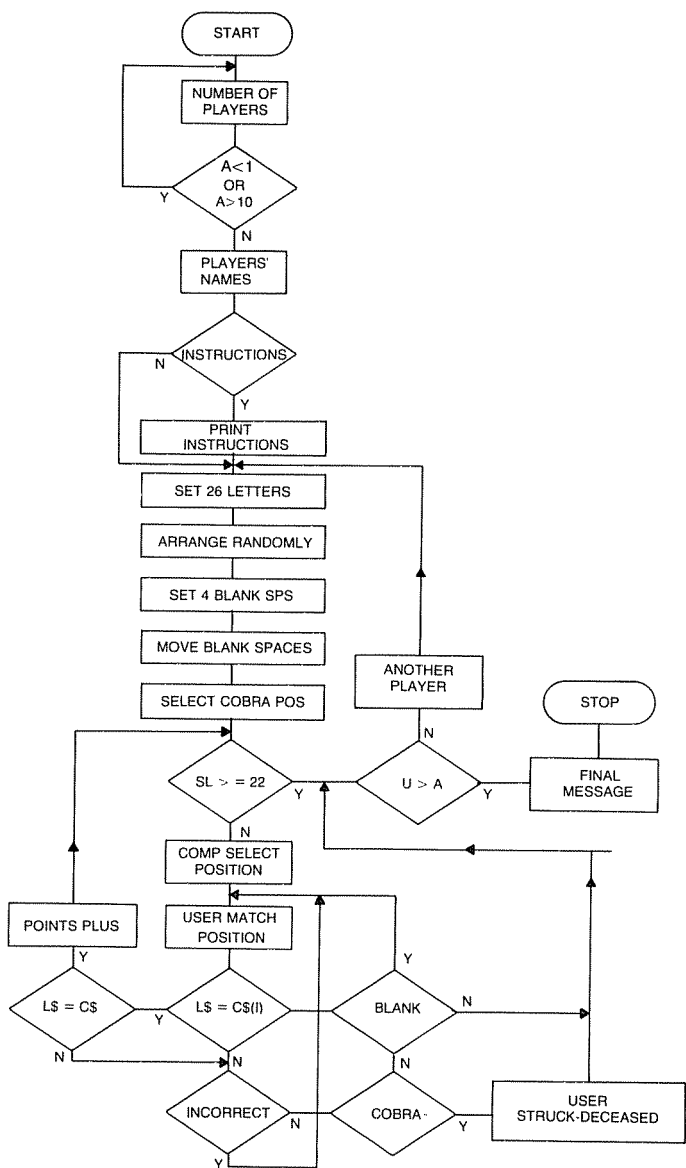 START
NUMBER OF
PLAYERS
A<1
OR
A>10
Y
N
PLAYERS'
NAMES
INSTRUCTIONS
N
Y
PRINT
INSTRUCTIONS
SET 26 LETTERS
ARRANGE RANDOMLY
SET 4 BLANK SPS
MOVE BLANK SPACES
SELECT COBRA POS
ANOTHER
PLAYER
STOP
N
SL > = 22
Y
U > A
Y
FINAL
MESSAGE
N
COMP SELECT
POSITION
POINTS PLUS
USER MATCH
POSITION
Y
Y
L$ = C$
Y
L$ = C$(I)
BLANK
N
N
N
N
INCORRECT
N
COBRA
Y
USER
STRUCK-DECEASED
Y